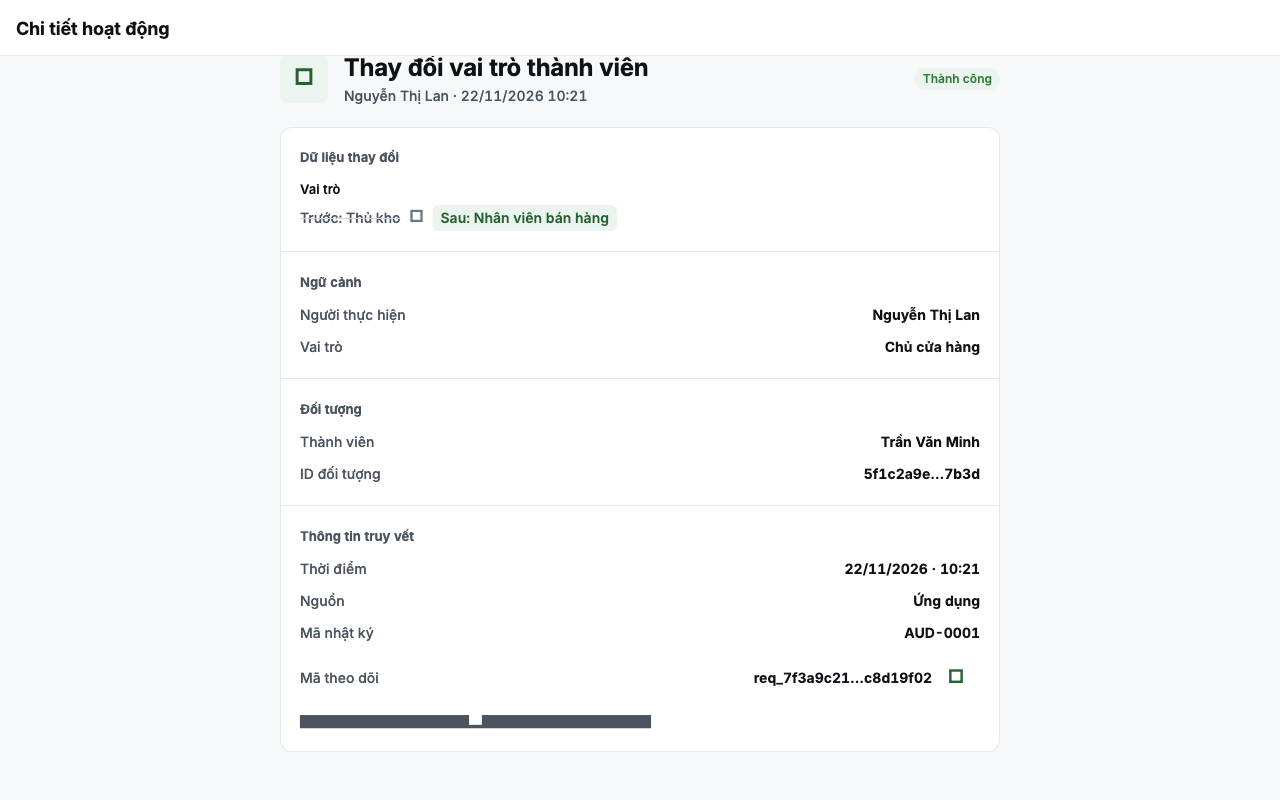 Chi tiết hoạt động
Thay đổi vai trò thành viên
Nguyễn Thị Lan · 22/11/2026 10:21
Thành công
Dữ liệu thay đổi
Vai trò
Trước: Thủ kho
Sau: Nhân viên bán hàng
Ngữ cảnh
Người thực hiện
Nguyễn Thị Lan
Vai trò
Chủ cửa hàng
Đối tượng
Thành viên
Trần Văn Minh
ID đối tượng
5f1c2a9e…7b3d
Thông tin truy vết
Thời điểm
22/11/2026 · 10:21
Nguồn
Ứng dụng
Mã nhật ký
AUD-0001
Mã theo dõi
req_7f3a9c21…c8d19f02